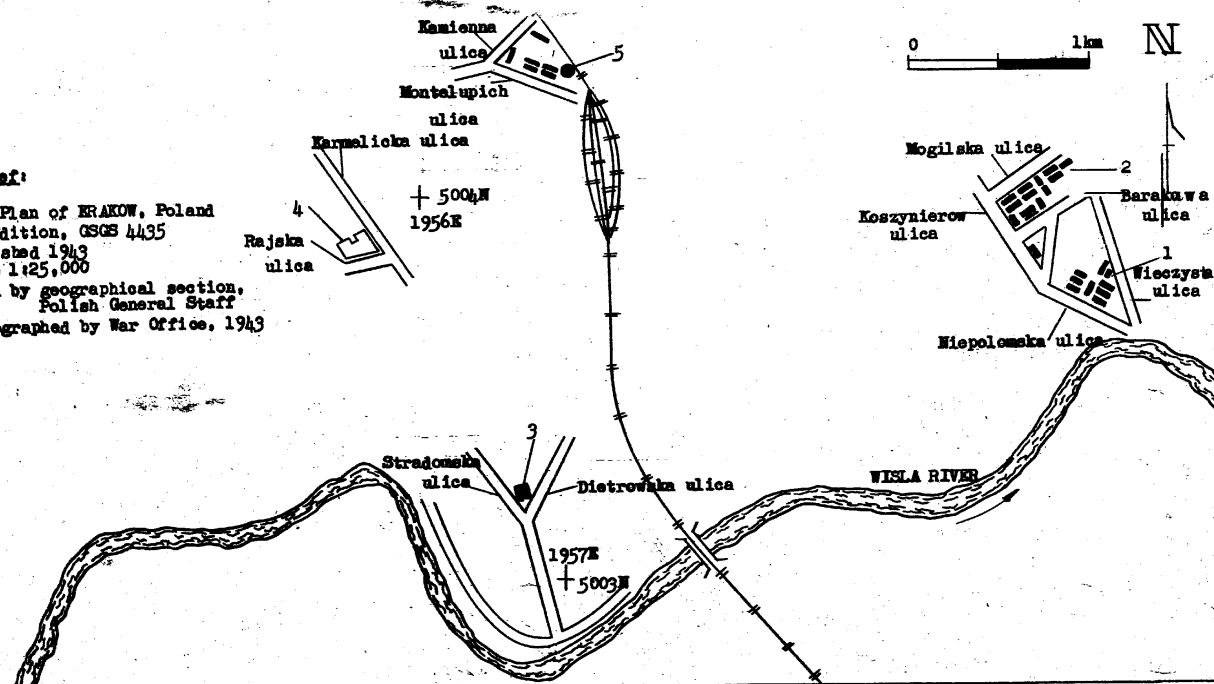 Kamienna
ulica
5
Montelupich
ulica
Karmelicka ulica
5004N
1956E
4
Rajska
ulica
0 1km
N
Mogilska ulica
2
Barakuwa
ulica
Koszynierow
ulica
1
Wieczysta
ulica
Niepolomska ulica
ef:
Plan of KRAKOW, Poland
dition, GSGS 4435
shed 1943
1:25,000
by geographical section,
Polish General Staff
graphed by War Office, 1943
3
Stradomska
ulica
Dietrowska ulica
WISLA RIVER
1957E
5003N